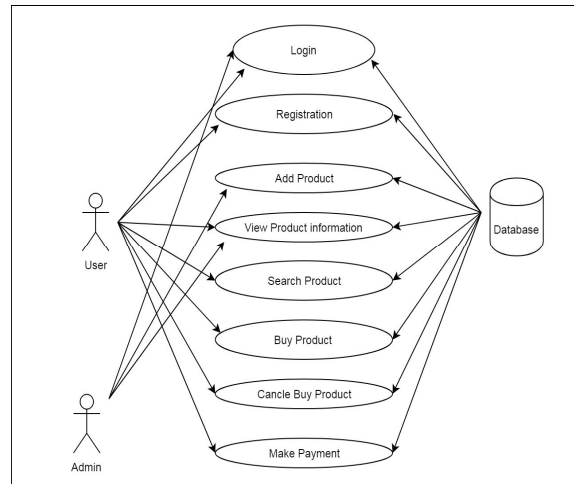 Login
Registration
Add Product
View Product information
User
Database
Search Product
Buy Product
Cancle Buy Product
Admin
Make Payment